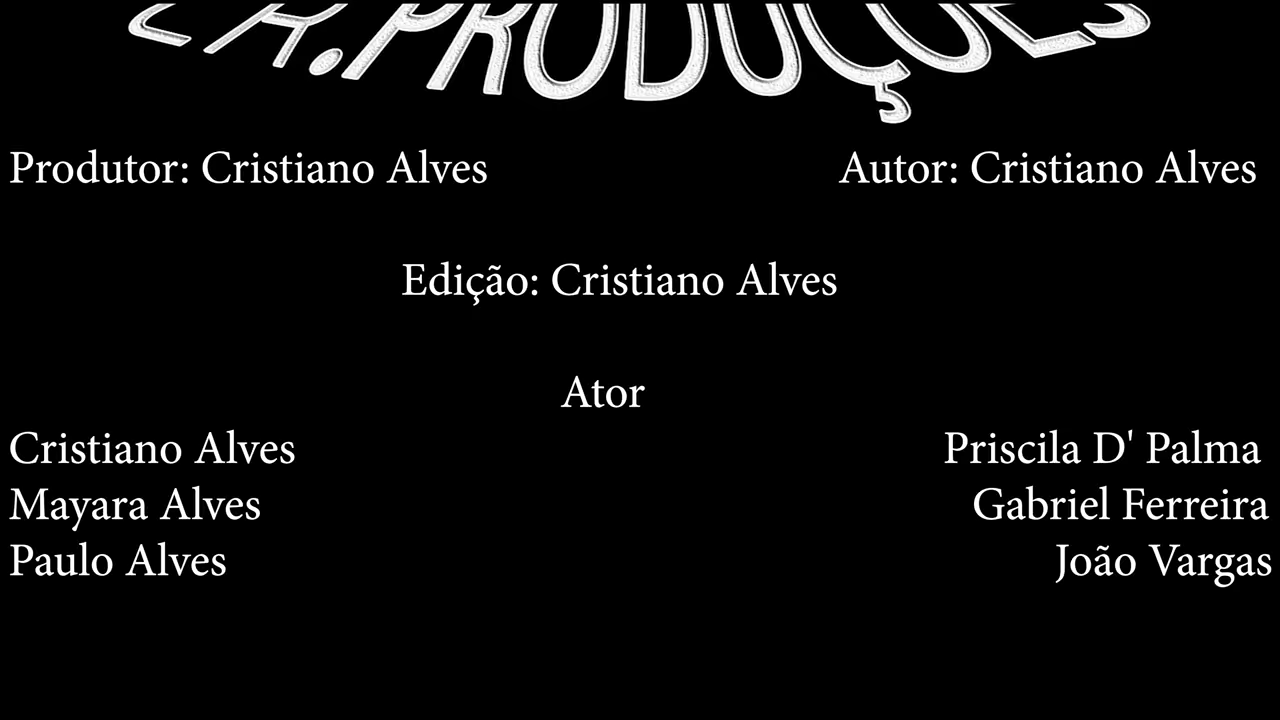 .PRODUÇÕES
Produtor: Cristiano Alves Autor: Cristiano Alves
Edição: Cristiano Alves
Ator
Cristiano Alves Priscila D' Palma
Mayara Alves Gabriel Ferreira
Paulo Alves João Vargas